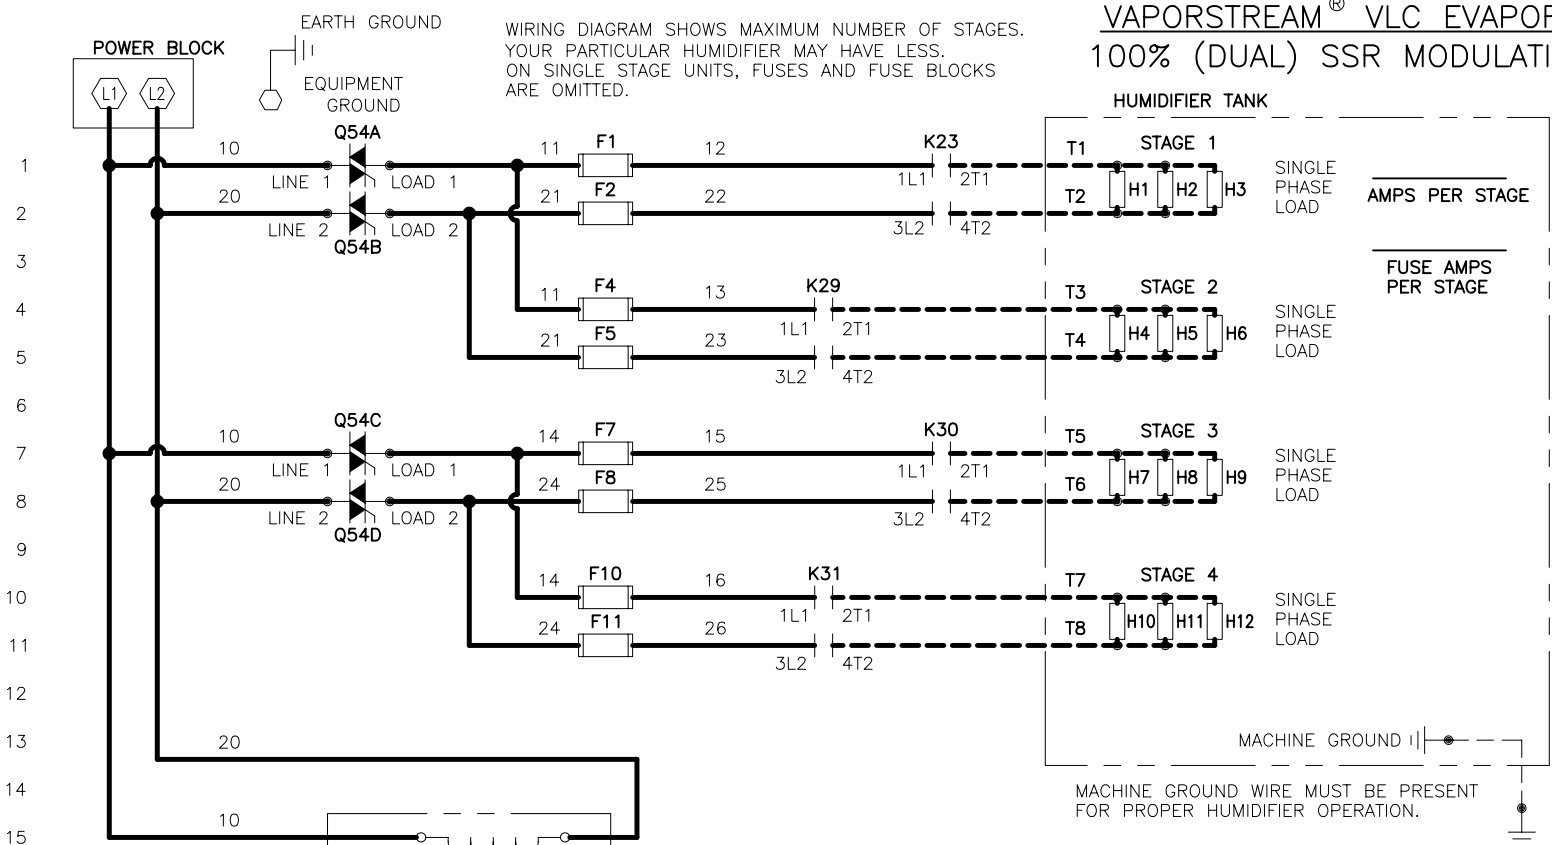 EARTH GROUND
WIRING DIAGRAM SHOWS MAXIMUM NUMBER OF STAGES.
YOUR PARTICULAR HUMIDIFIER MAY HAVE LESS.
ON SINGLE STAGE UNITS, FUSES AND FUSE BLOCKS
ARE OMITTED.
VAPORSTREAM® VLC EVAPOR
100% (DUAL) SSR MODULATI
POWER BLOCK
L1 L2
EQUIPMENT
GROUND
HUMIDIFIER TANK
Q54A
1 10 LINE 1 LOAD 1 11 F1 12 K23 1L1 2T1 T1 STAGE 1
H1 H2 H3
SINGLE
PHASE
LOAD
AMPS PER STAGE
2 20 LINE 2 LOAD 2 21 F2 22 3L2 4T2 T2
Q54B
3
FUSE AMPS
PER STAGE
4 11 F4 13 K29 1L1 2T1 T3 STAGE 2
H4 H5 H6
SINGLE
PHASE
LOAD
5 21 F5 23 3L2 4T2 T4
6
Q54C
7 10 LINE 1 LOAD 1 14 F7 15 K30 1L1 2T1 T5 STAGE 3
H7 H8 H9
SINGLE
PHASE
LOAD
8 20 LINE 2 LOAD 2 24 F8 25 3L2 4T2 T6
Q54D
9
10 14 F10 16 K31 1L1 2T1 T7 STAGE 4
H10 H11 H12
SINGLE
PHASE
LOAD
11 24 F11 26 3L2 4T2 T8
12
13 20
MACHINE GROUND
14
MACHINE GROUND WIRE MUST BE PRESENT
FOR PROPER HUMIDIFIER OPERATION.
15 10